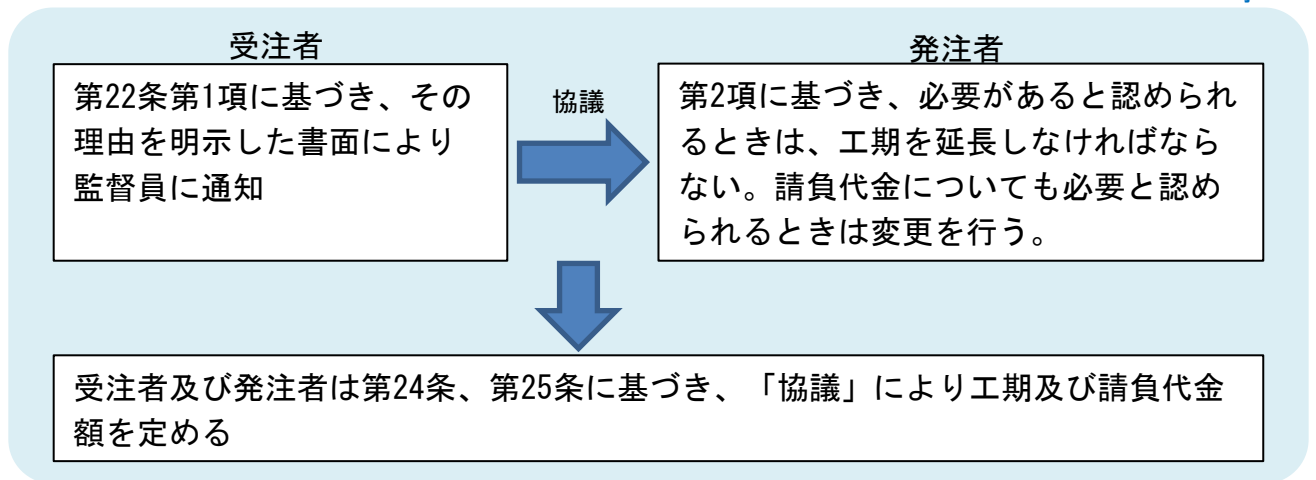 受注者
発注者
第22条第1項に基づき、その
理由を明示した書面により
監督員に通知
協議
第2項に基づき、必要があると認められ
るときは、工期を延長しなければなら
ない。請負代金についても必要と認め
られるときは変更を行う。
受注者及び発注者は第24条、第25条に基づき、「協議」により工期及び請負代金
額を定める